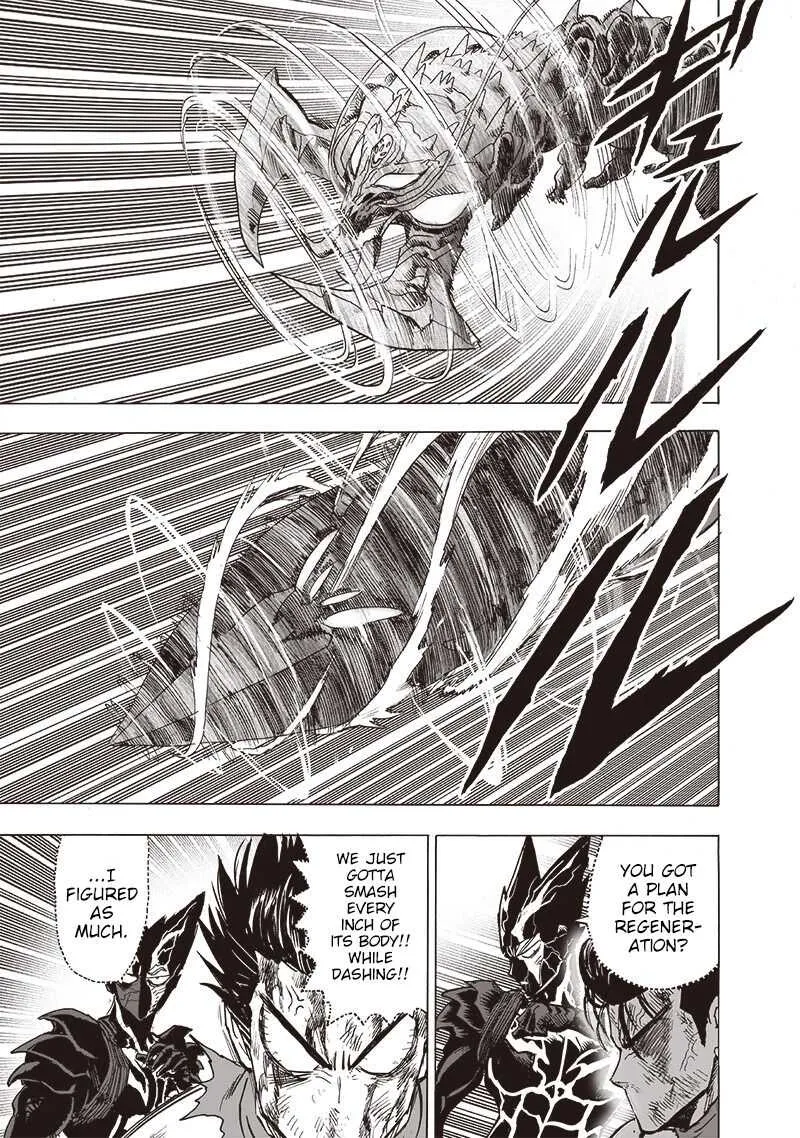 ギュルルル
YOU GOT
A PLAN
FOR THE
REGENER-
ATION?
WE JUST
GOTTA
SMASH
EVERY
INCH OF
ITS BODY!!
WHILE
DASHING!!
...I
FIGURED
AS
MUCH.